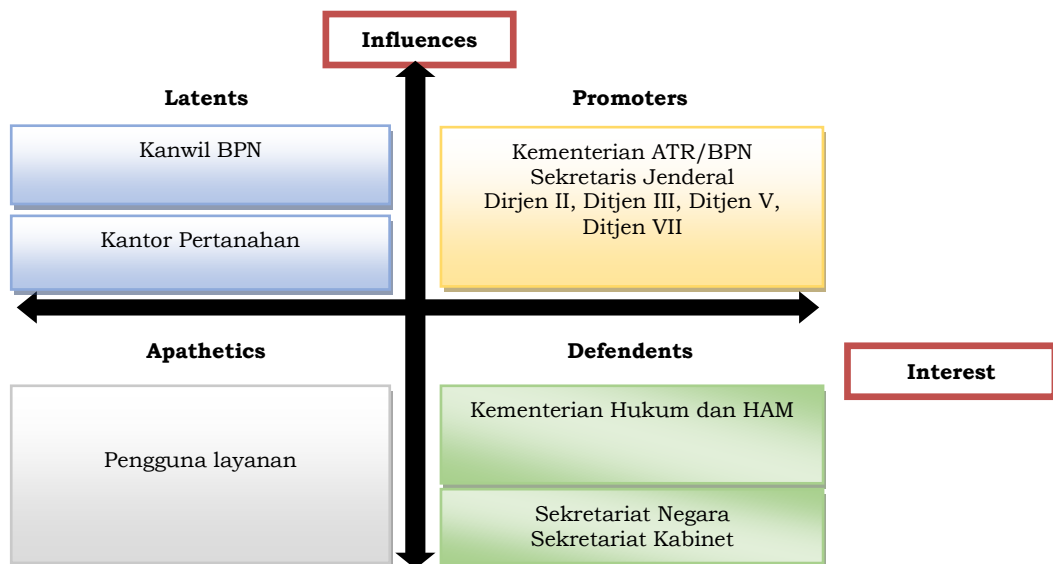 Influences
Latents
Promoters
Kanwil BPN
Kantor Pertanahan
Kementerian ATR/BPN
Sekretaris Jenderal
Dirjen II, Ditjen III, Ditjen V,
Ditjen VII
Apathetics
Defendents
Interest
Pengguna layanan
Kementerian Hukum dan HAM
Sekretariat Negara
Sekretariat Kabinet